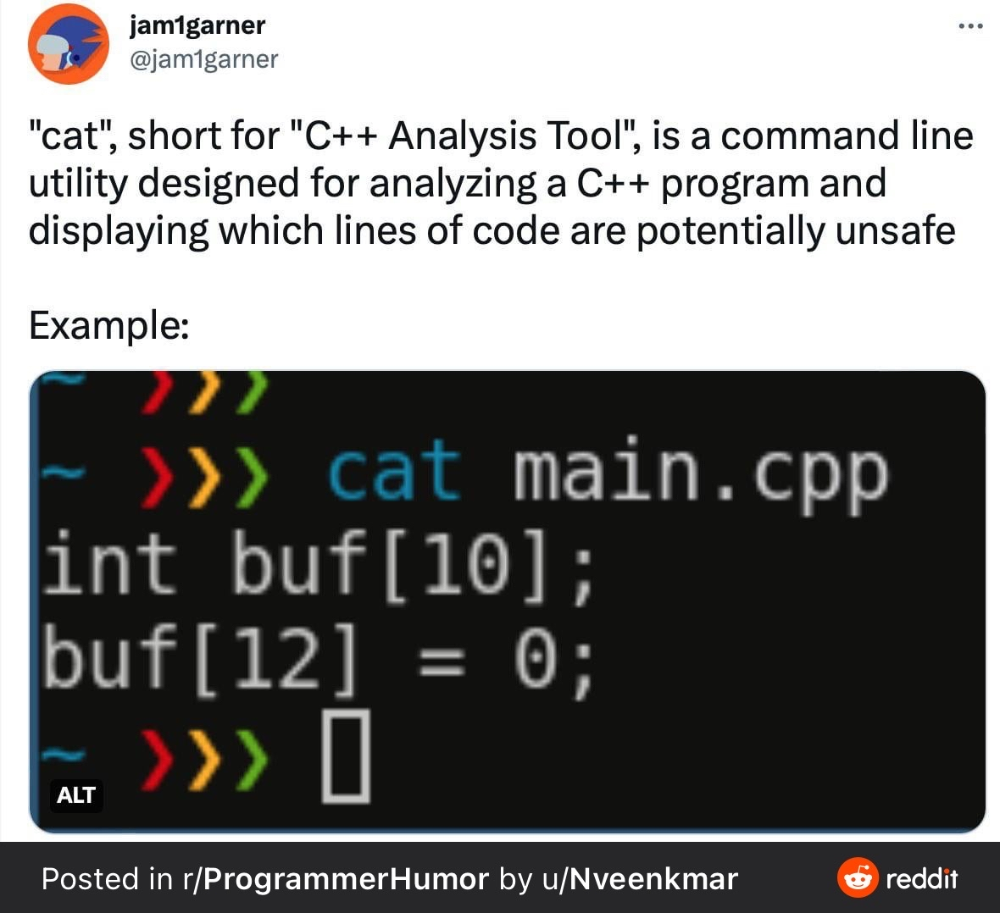 jam1garner
@jam1garner
"cat", short for "C++ Analysis Tool", is a command line
utility designed for analyzing a C++ program and
displaying which lines of code are potentially unsafe
Example:
~ ❯❯❯
~ ❯❯❯ cat main.cpp
int buf[10];
buf[12] = 0;
~ ❯❯❯
ALT
Posted in r/ProgrammerHumor by u/Nveenkmar
reddit